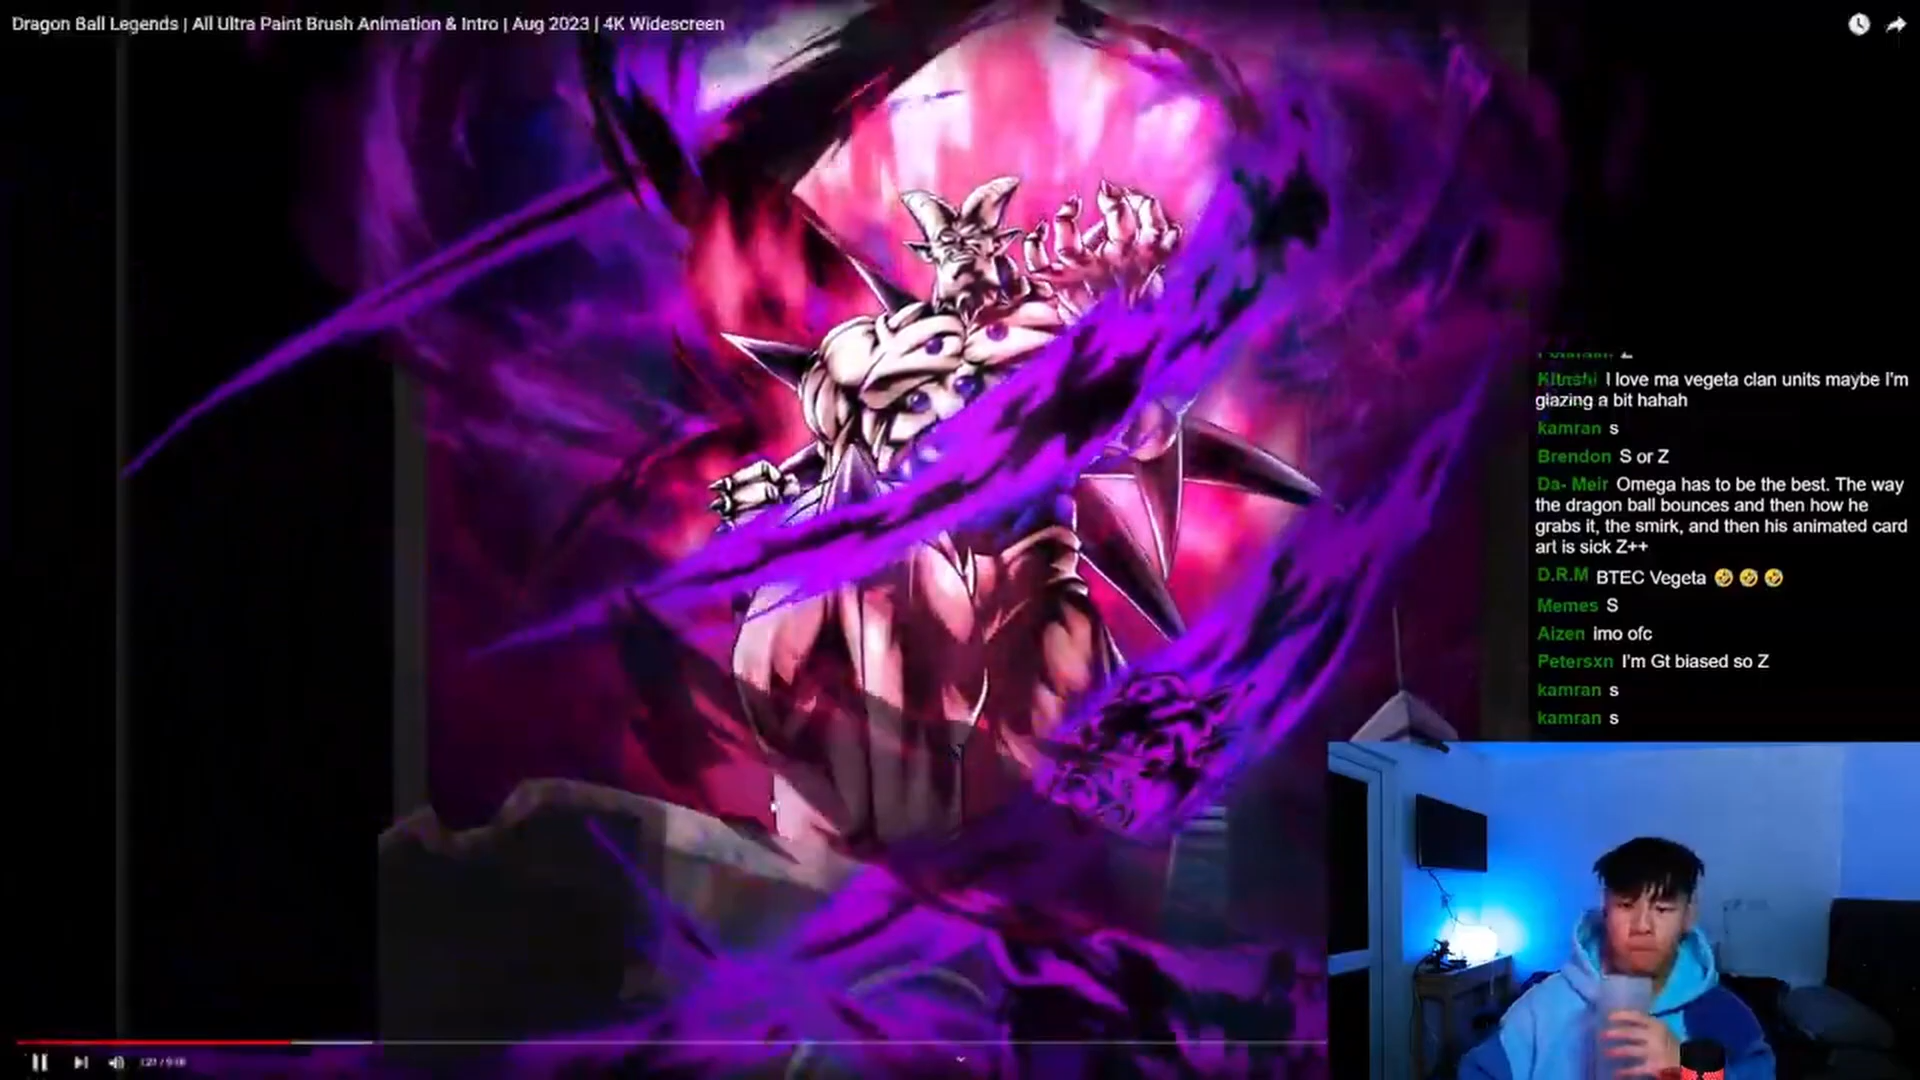 Dragon Ball Legends | All Ultra Paint Brush Animation & Intro | Aug 2023 | 4K Widescreen
I love ma vegeta clan units maybe I'm
glazing a bit hahah
kamran s
Brendon S or Z
Da- Meir Omega has to be the best. The way
the dragon ball bounces and then how he
grabs it, the smirk, and then his animated card
art is sick Z++
D.R.M BTEC Vegeta 🤣🤣🤣
Memes S
Aizen imo ofc
Petersxn I'm Gt biased so Z
kamran s
kamran s